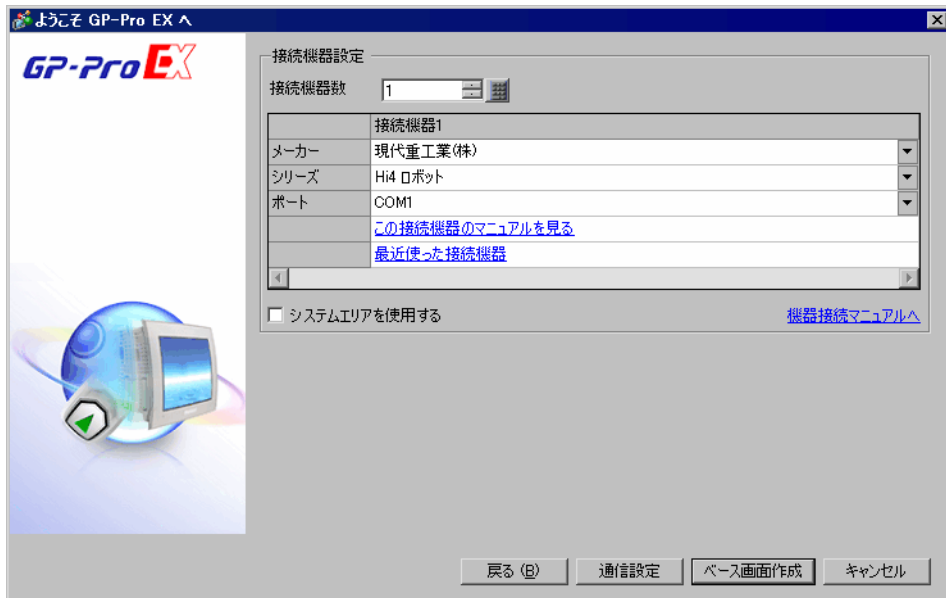 ようこそ GP-Pro EX へ
GP-Pro EX
接続機器設定
接続機器数 1
接続機器1
メーカー 現代重工業(株)
シリーズ Hi4 ロボット
ポート COM1
この接続機器のマニュアルを見る
最近使った接続機器
システムエリアを使用する 機器接続マニュアルへ
戻る (B) 通信設定 ベース画面作成 キャンセル